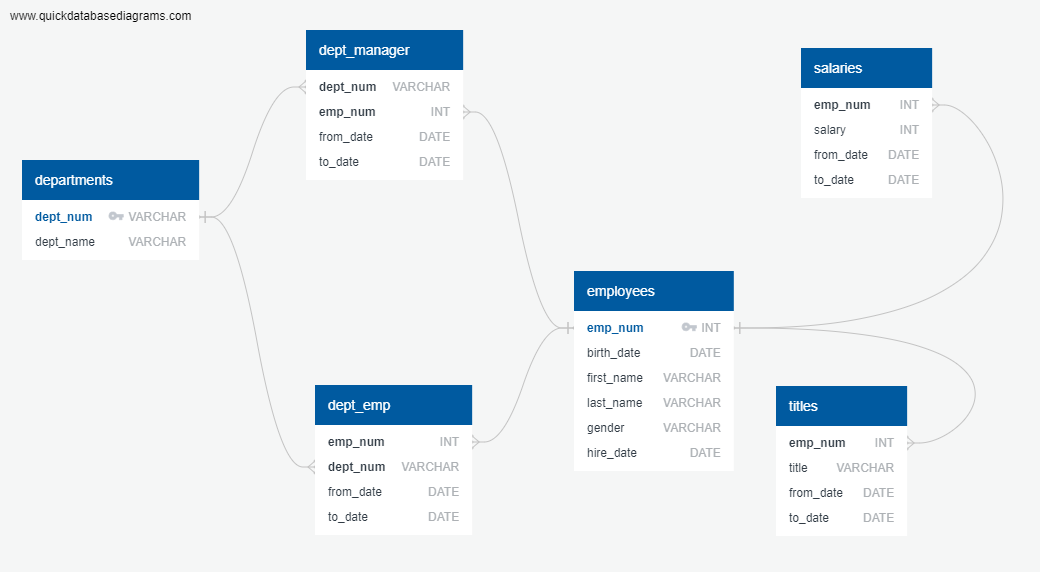 www.quickdatabasediagrams.com
dept_manager
dept_num VARCHAR
emp_num INT
from_date DATE
to_date DATE
salaries
emp_num INT
salary INT
from_date DATE
to_date DATE
departments
dept_num VARCHAR
dept_name VARCHAR
employees
emp_num INT
birth_date DATE
first_name VARCHAR
last_name VARCHAR
gender VARCHAR
hire_date DATE
dept_emp
emp_num INT
dept_num VARCHAR
from_date DATE
to_date DATE
titles
emp_num INT
title VARCHAR
from_date DATE
to_date DATE